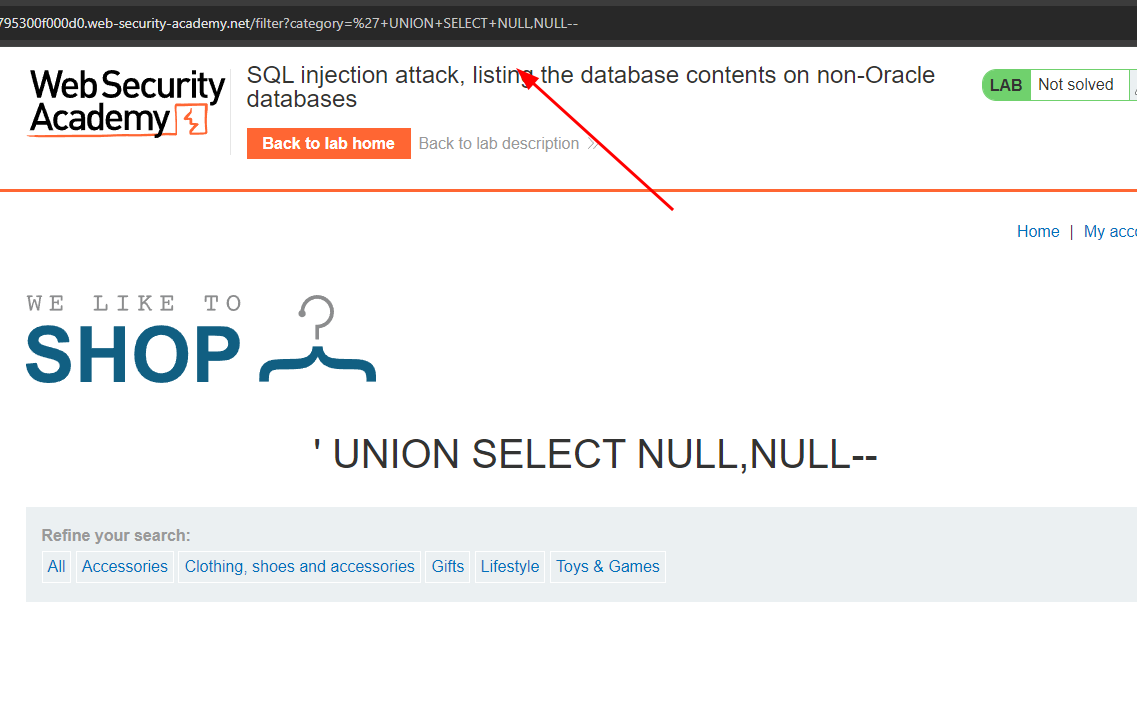 795300f000d0.web-security-academy.net/filter?category=%27+UNION+SELECT+NULL,NULL--
Web Security
Academy
SQL injection attack, listing the database contents on non-Oracle
databases
LAB Not solved
Back to lab home Back to lab description
Home | My acco
WE LIKE TO
SHOP
' UNION SELECT NULL,NULL--
Refine your search:
All Accessories Clothing, shoes and accessories Gifts Lifestyle Toys & Games